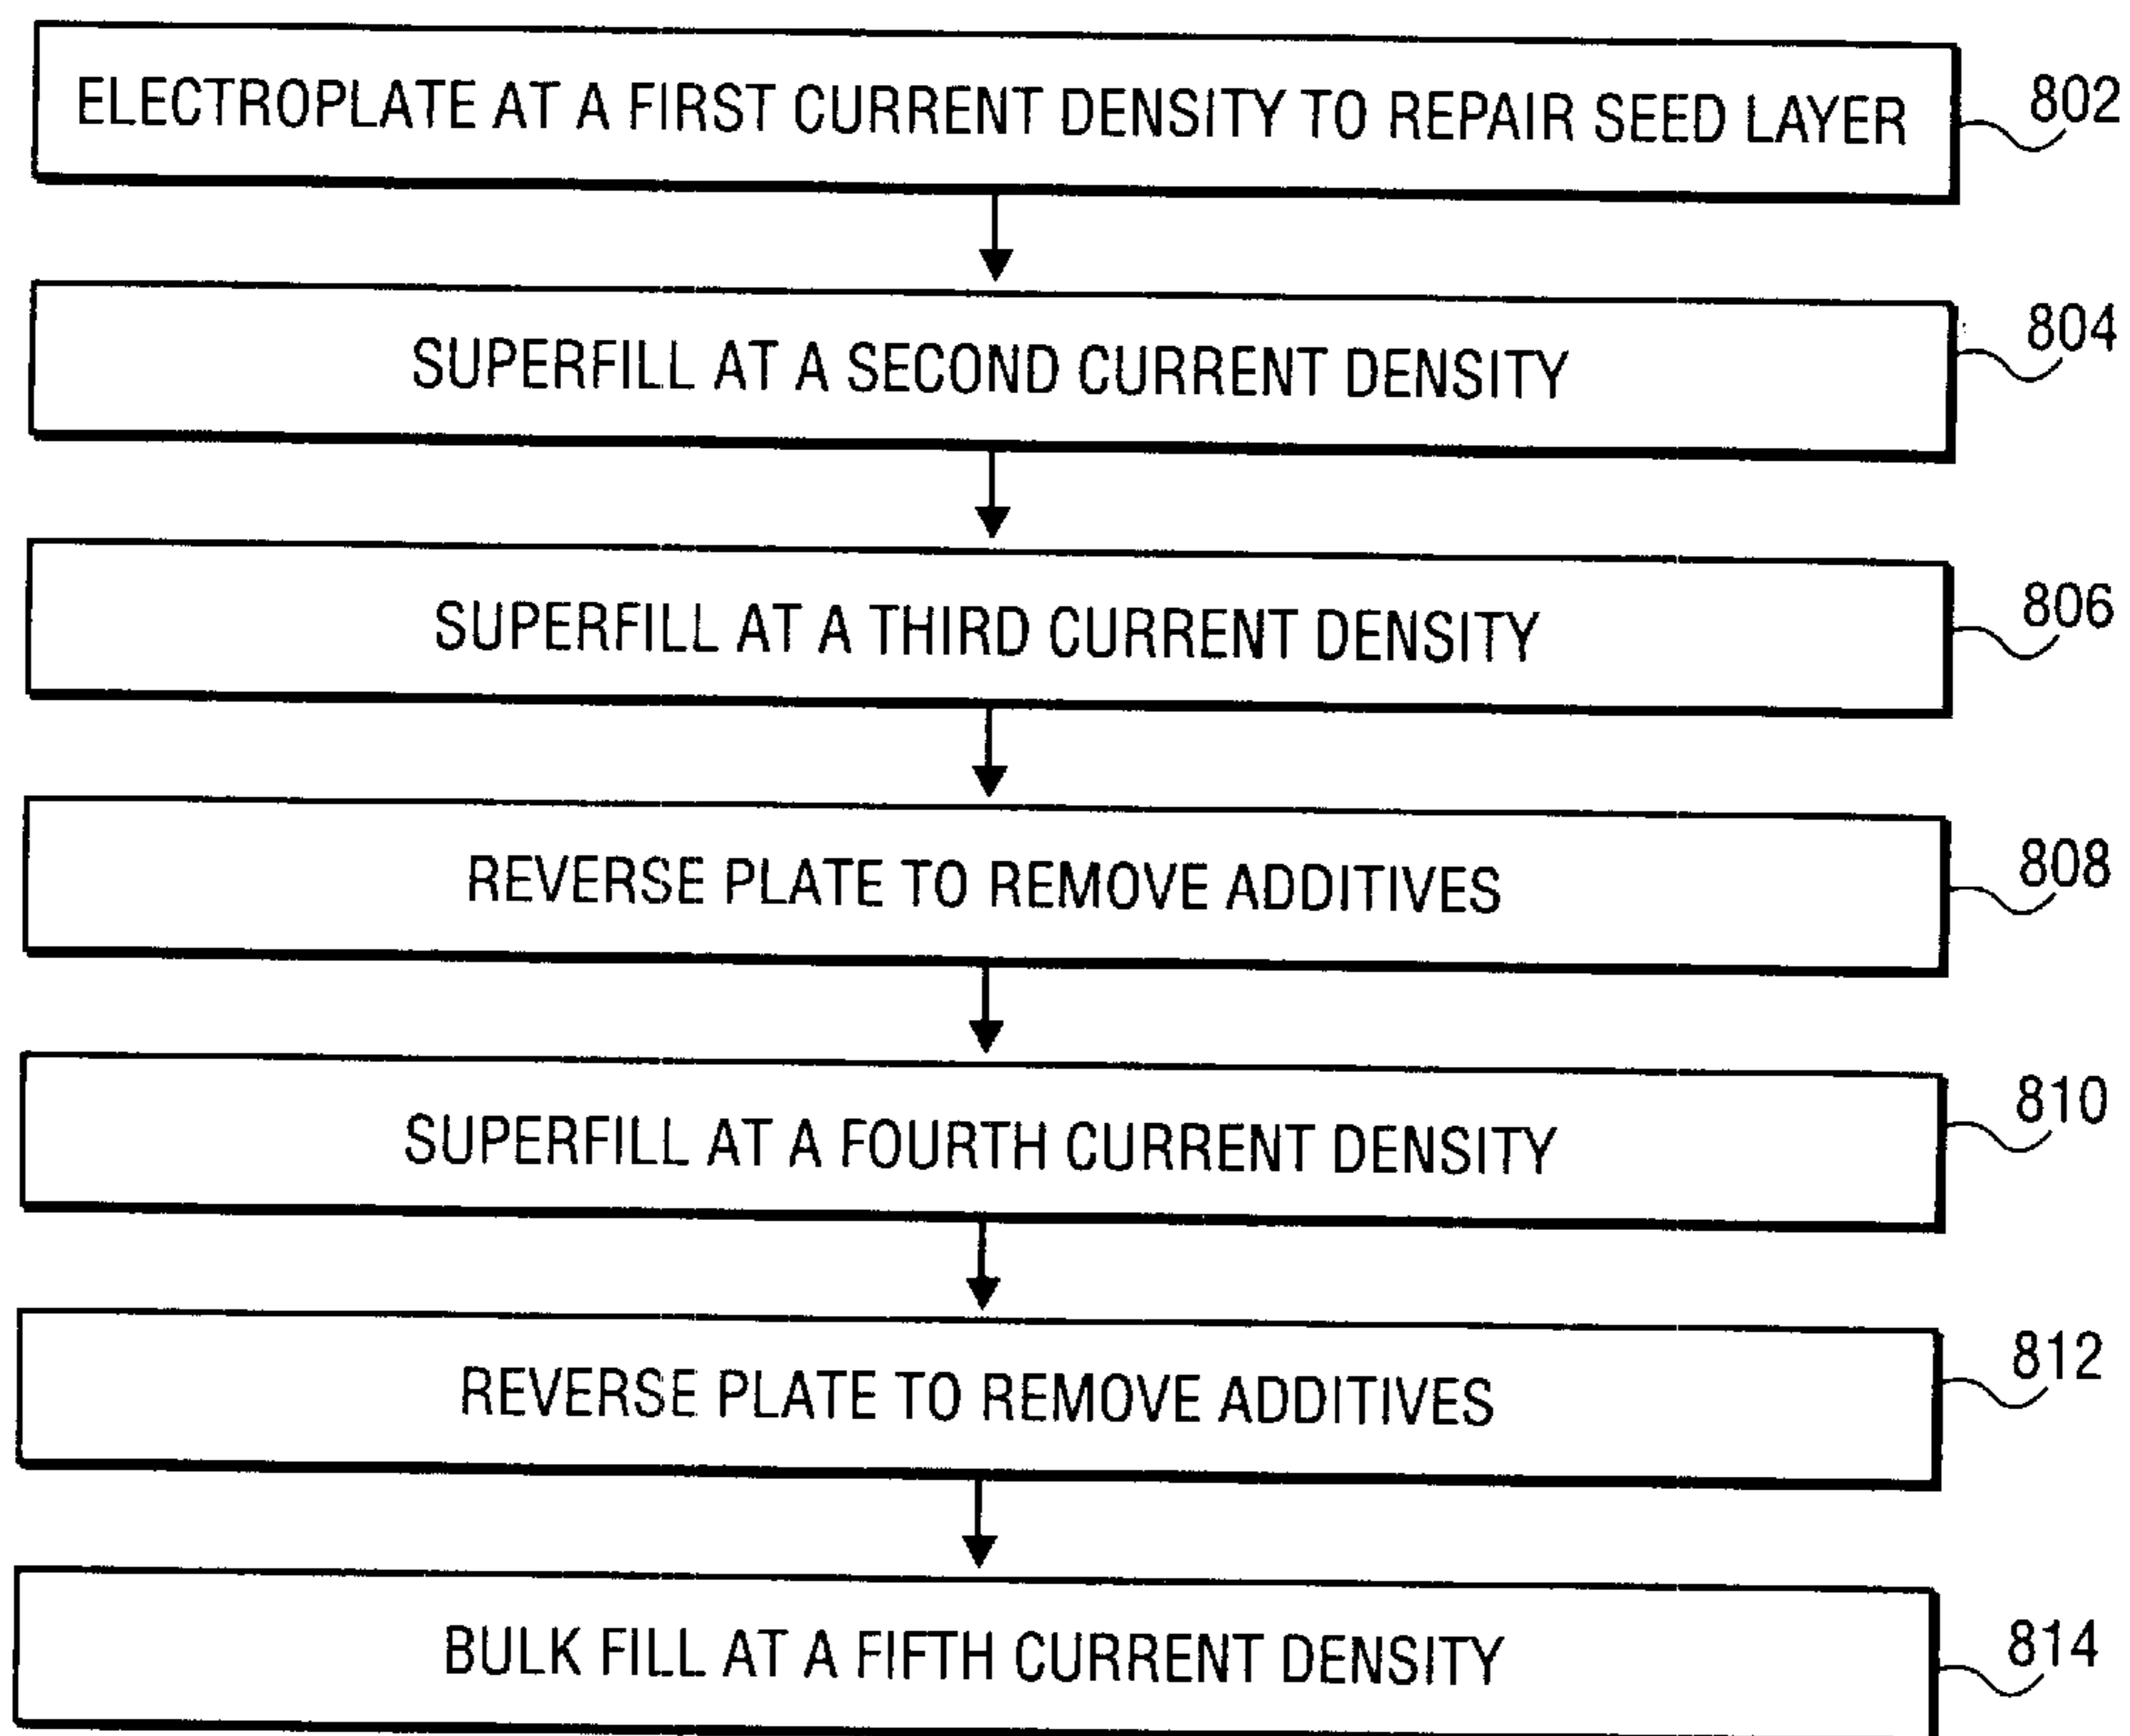 ELECTROPLATE AT A FIRST CURRENT DENSITY TO REPAIR SEED LAYER
802
SUPERFILL AT A SECOND CURRENT DENSITY
804
SUPERFILL AT A THIRD CURRENT DENSITY
806
REVERSE PLATE TO REMOVE ADDITIVES
808
SUPERFILL AT A FOURTH CURRENT DENSITY
810
REVERSE PLATE TO REMOVE ADDITIVES
812
BULK FILL AT A FIFTH CURRENT DENSITY
814